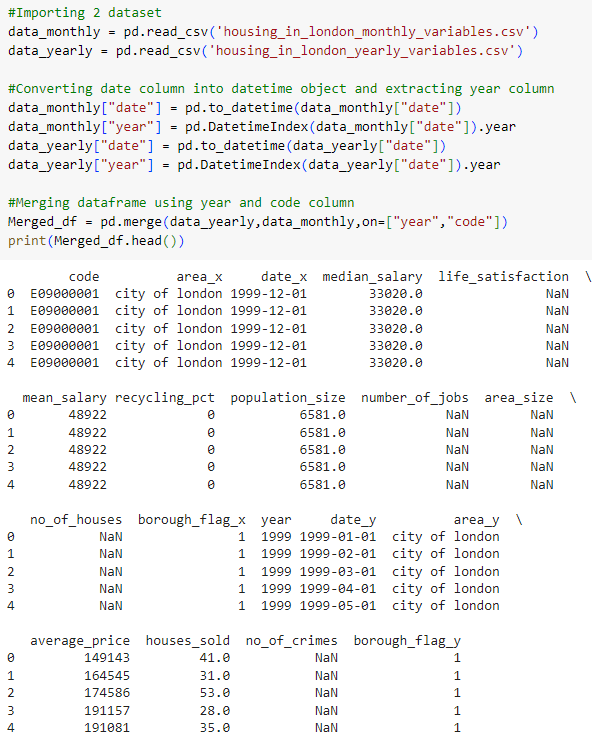 #Importing 2 dataset
data_monthly = pd.read_csv('housing_in_london_monthly_variables.csv')
data_yearly = pd.read_csv('housing_in_london_yearly_variables.csv')
#Converting date column into datetime object and extracting year column
data_monthly["date"] = pd.to_datetime(data_monthly["date"])
data_monthly["year"] = pd.DatetimeIndex(data_monthly["date"]).year
data_yearly["date"] = pd.to_datetime(data_yearly["date"])
data_yearly["year"] = pd.DatetimeIndex(data_yearly["date"]).year
#Merging dataframe using year and code column
Merged_df = pd.merge(data_yearly,data_monthly,on=["year","code"])
print(Merged_df.head())
code area_x date_x median_salary life_satisfaction \
0 E09000001 city of london 1999-12-01 33020.0 NaN
1 E09000001 city of london 1999-12-01 33020.0 NaN
2 E09000001 city of london 1999-12-01 33020.0 NaN
3 E09000001 city of london 1999-12-01 33020.0 NaN
4 E09000001 city of london 1999-12-01 33020.0 NaN
mean_salary recycling_pct population_size number_of_jobs area_size \
0 48922 0 6581.0 NaN NaN
1 48922 0 6581.0 NaN NaN
2 48922 0 6581.0 NaN NaN
3 48922 0 6581.0 NaN NaN
4 48922 0 6581.0 NaN NaN
no_of_houses borough_flag_x year date_y area_y \
0 NaN 1 1999 1999-01-01 city of london
1 NaN 1 1999 1999-02-01 city of london
2 NaN 1 1999 1999-03-01 city of london
3 NaN 1 1999 1999-04-01 city of london
4 NaN 1 1999 1999-05-01 city of london
average_price houses_sold no_of_crimes borough_flag_y
0 149143 41.0 NaN 1
1 164545 31.0 NaN 1
2 174586 53.0 NaN 1
3 191157 28.0 NaN 1
4 191081 35.0 NaN 1